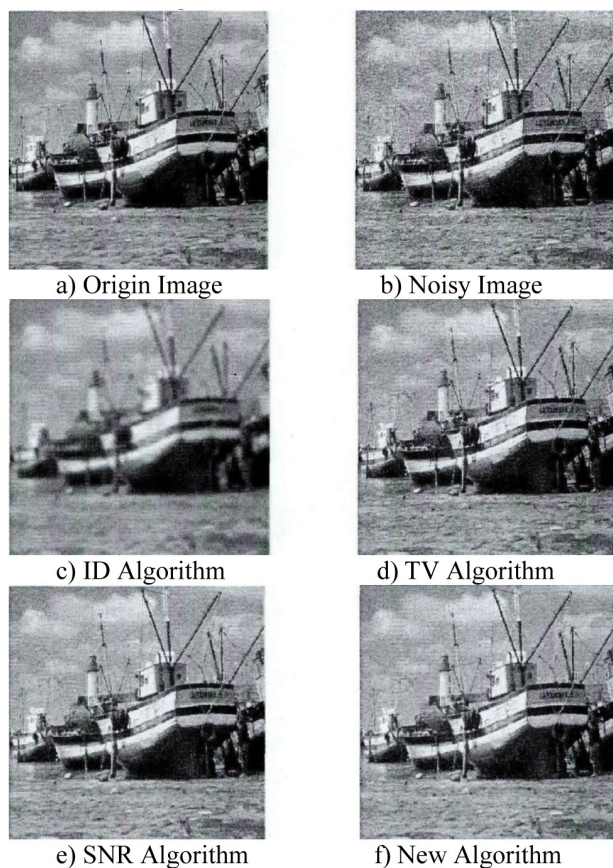 a) Origin Image
b) Noisy Image
c) ID Algorithm
d) TV Algorithm
e) SNR Algorithm
f) New Algorithm